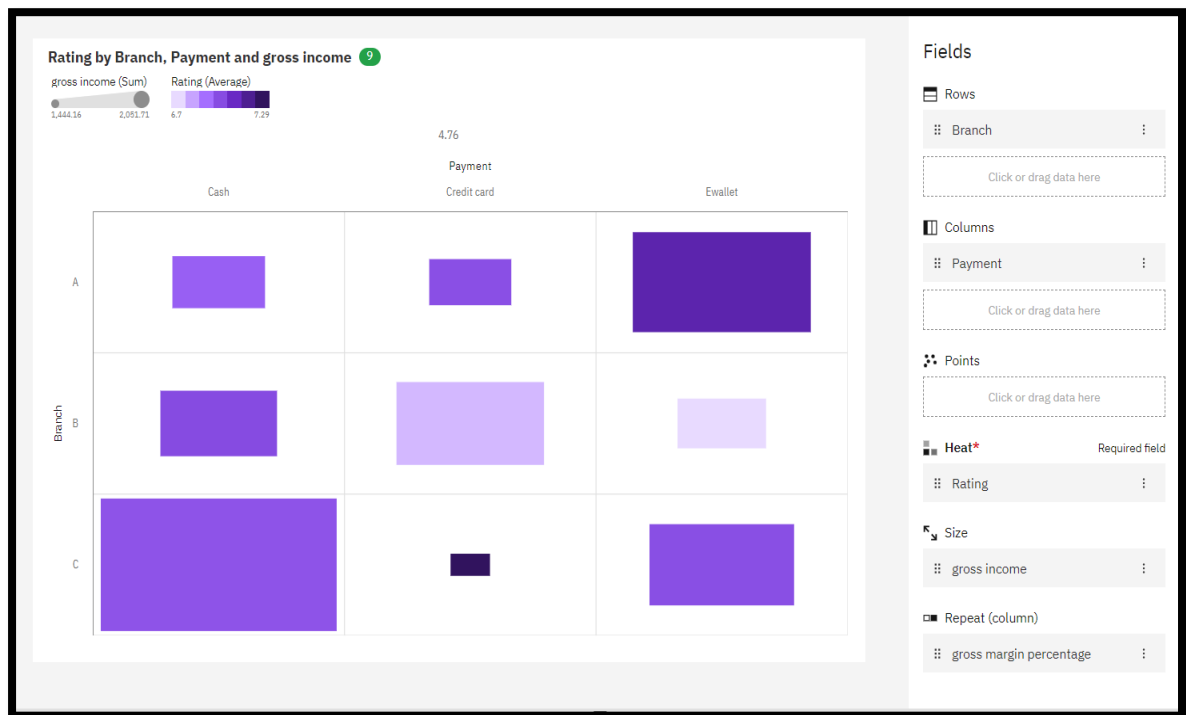 Rating by Branch, Payment and gross income 9
gross income (Sum) Rating (Average)
1,444.16 2,051.71 6.7 7.29
4.76
Payment
Cash Credit card Ewallet
A
Branch
B
C
Fields
Rows
Branch
Click or drag data here
Columns
Payment
Click or drag data here
Points
Click or drag data here
Heat* Required field
Rating
Size
gross income
Repeat (column)
gross margin percentage